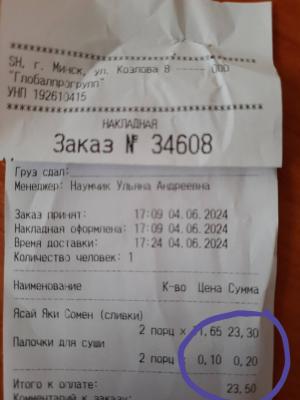 SH, г. Минск, ул. Козлова 8 ООО
"Глобалпрогрупп"
УНП 192610415
НАКЛАДНАЯ
Заказ № 34608
Груз сдал:
Менеджер: Наумчик Ульяна Андреевна
Заказ принят: 17:09 04.06.2024
Накладная оформлена: 17:09 04.06.2024
Время доставки: 17:24 04.06.2024
Количество человек: 1
Наименование К-во Цена Сумма
Ясай Яки Сомен (сливки)
2 порц × 11,65 23,30
Палочки для суши
2 порц × 0,10 0,20
Итого к оплате: 23,50
Комментарий к заказу: